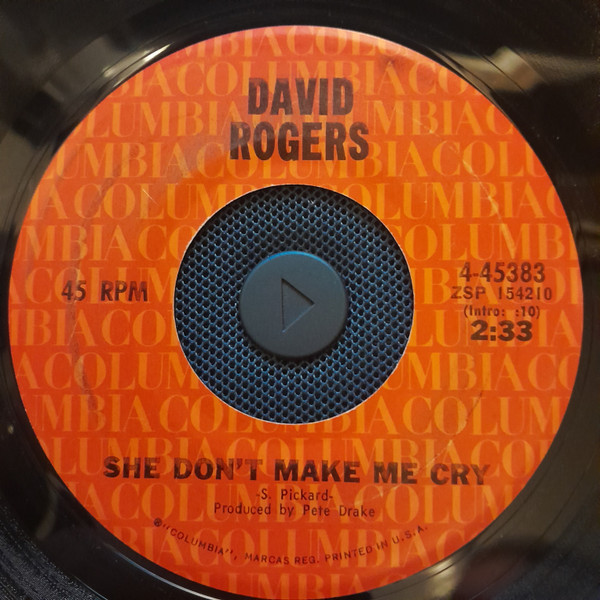 DAVID
ROGERS
45 RPM
4-45383
ZSP 154210
(Intro: :10)
2:33
SHE DON'T MAKE ME CRY
-S. Pickard-
Produced by Pete Drake
®"COLUMBIA", MARCAS REG. PRINTED IN U.S.A.